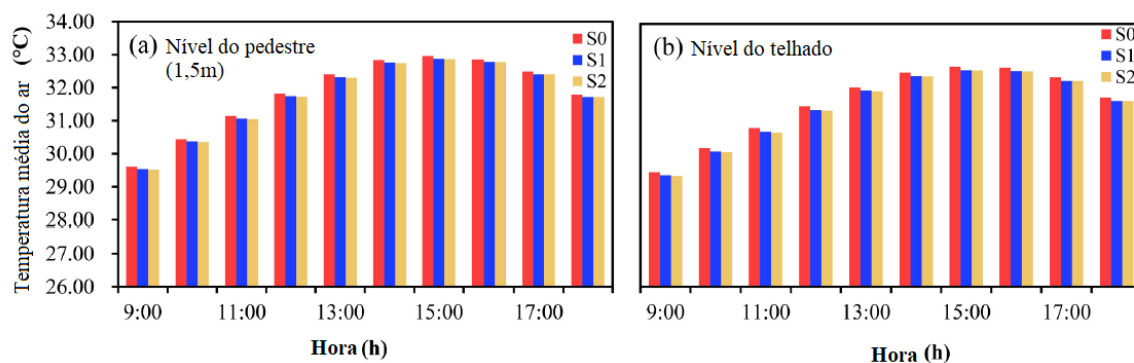 34.00
33.00
32.00
31.00
30.00
29.00
28.00
27.00
26.00
Temperatura média do ar (°C)
(a) Nível do pedestre
(1,5m)
S0
S1
S2
9:00 11:00 13:00 15:00 17:00
Hora (h)
(b) Nível do telhado
S0
S1
S2
9:00 11:00 13:00 15:00 17:00
Hora (h)